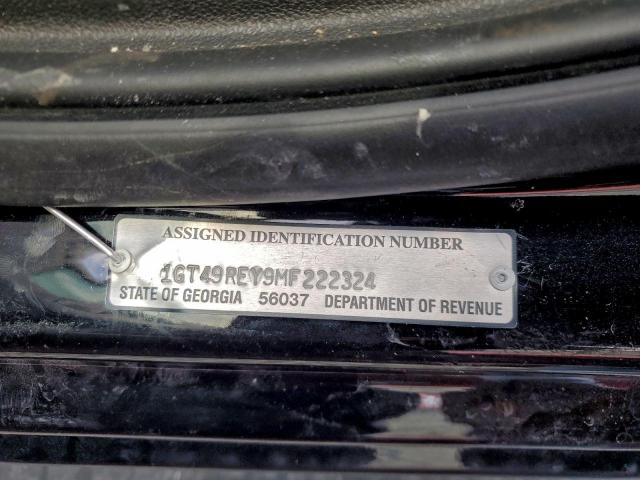 ASSIGNED IDENTIFICATION NUMBER
1GT49REY9MF222324
STATE OF GEORGIA 56037 DEPARTMENT OF REVENUE